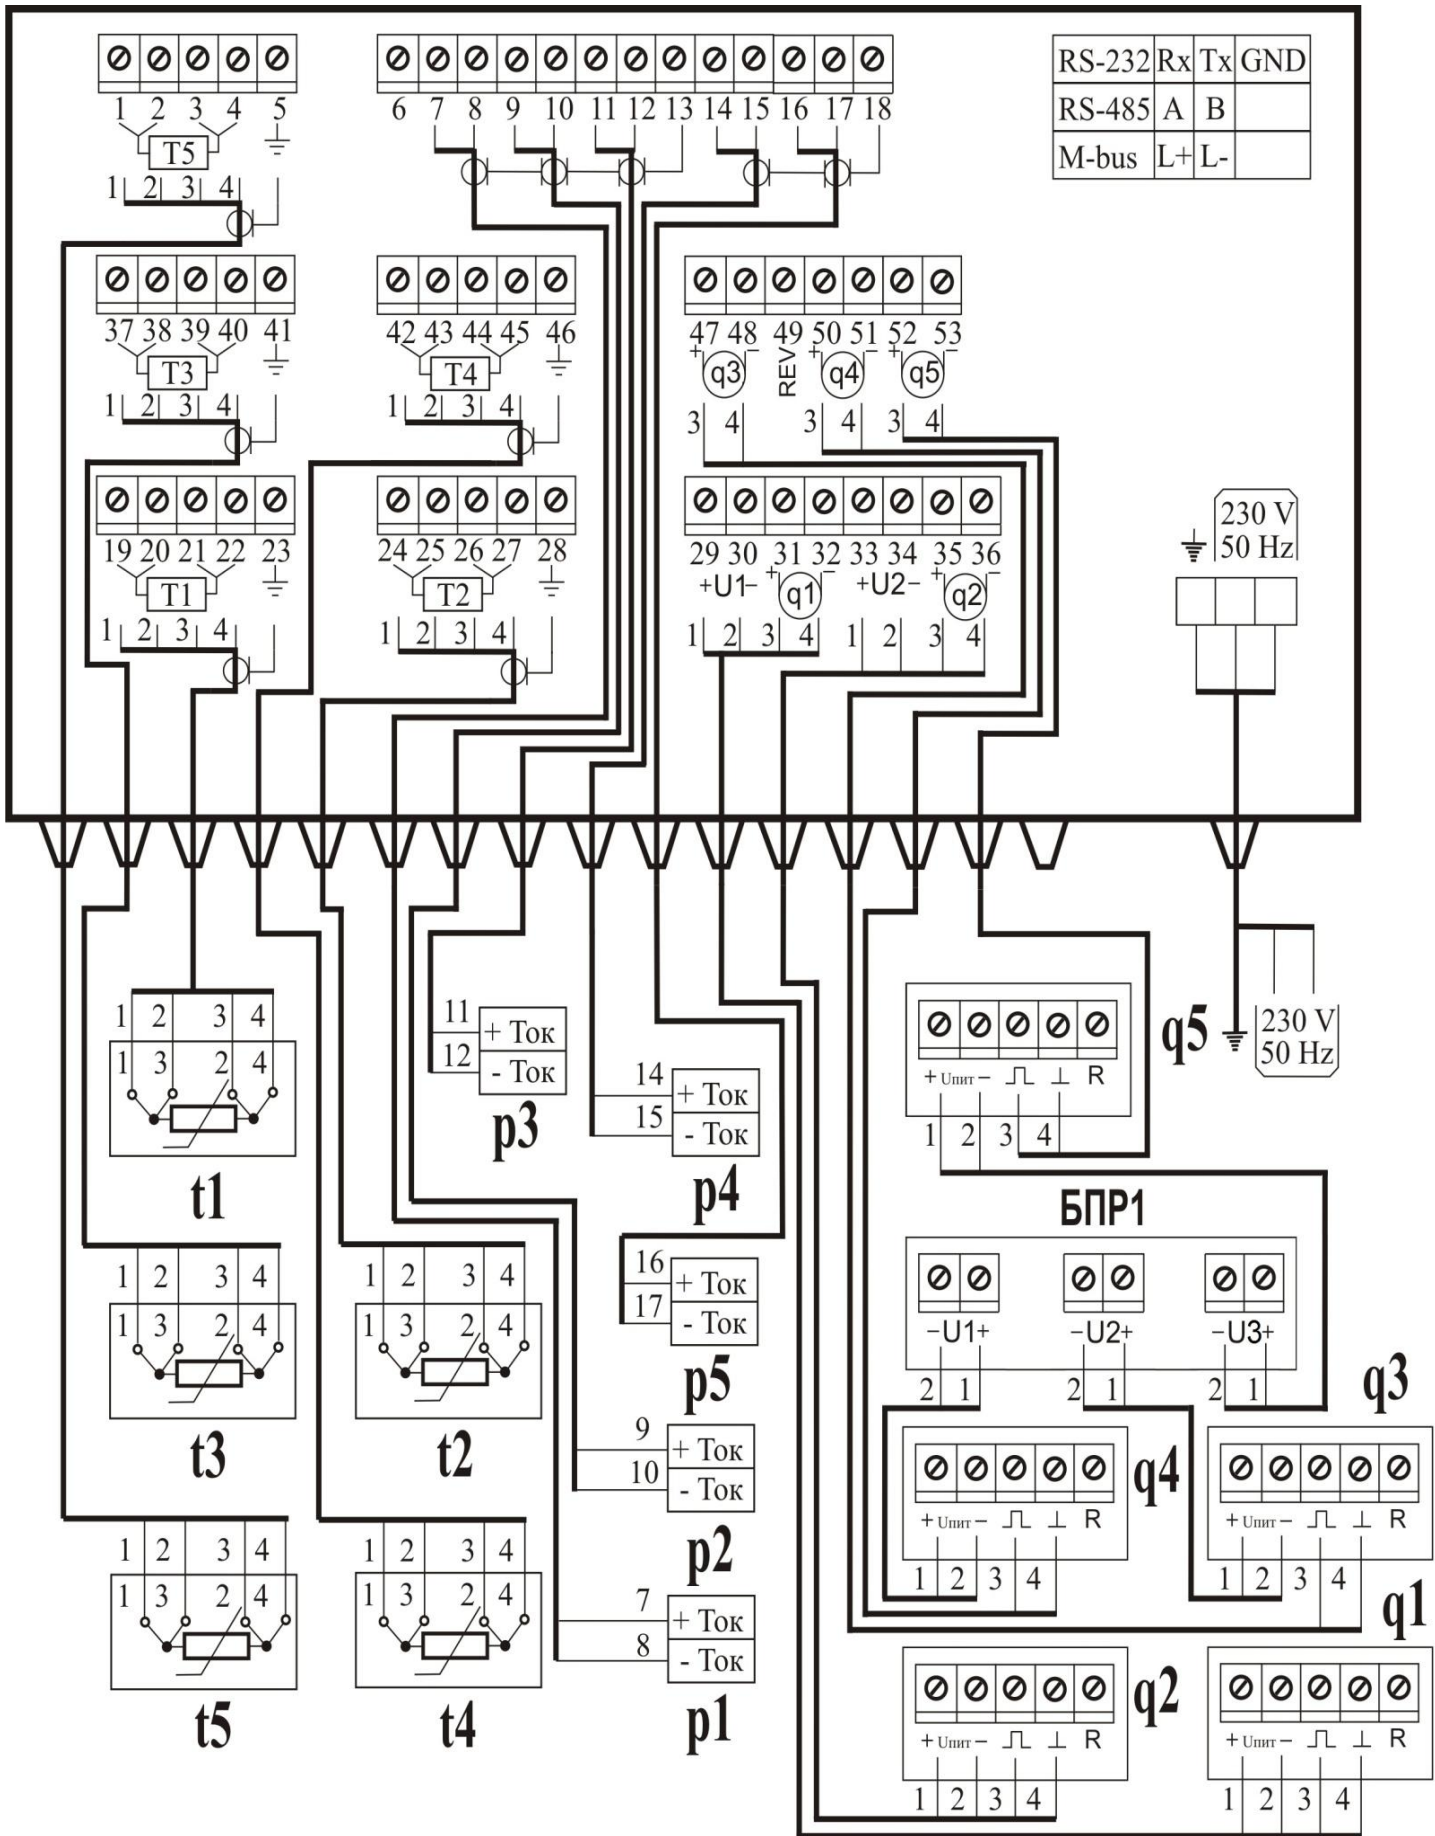 RS-232 Rx Tx GND
1 2 3 4 5
6 7 8 9 10 11 12 13 14 15 16 17 18
RS-485 A B
T5
M-bus L+ L-
1 2 3 4
37 38 39 40 41
42 43 44 45 46
47 48 49 50 51 52 53
+ - + - + -
T3
T4
q3 REV q4 q5
1 2 3 4
1 2 3 4
3 4 3 4 3 4
230 V
50 Hz
19 20 21 22 23
24 25 26 27 28
29 30 31 32 33 34 35 36
+U1- + - +U2- + -
T1
T2
q1 q2
1 2 3 4
1 2 3 4
1 2 3 4 1 2 3 4
1 2 3 4
1 3 2 4
t1
11 + Ток
12 - Ток
p3
14 + Ток
15 - Ток
p4
q5
230 V
50 Hz
+ Uпит - ⎍ ⊥ R
1 2 3 4
БПР1
1 2 3 4
1 3 2 4
t3
1 2 3 4
1 3 2 4
t2
16 + Ток
17 - Ток
p5
-U1+ -U2+ -U3+
2 1 2 1 2 1
q3
9 + Ток
10 - Ток
p2
q4
+ Uпит - ⎍ ⊥ R
1 2 3 4
+ Uпит - ⎍ ⊥ R
1 2 3 4
q1
1 2 3 4
1 3 2 4
t5
1 2 3 4
1 3 2 4
t4
7 + Ток
8 - Ток
p1
q2
+ Uпит - ⎍ ⊥ R
1 2 3 4
+ Uпит - ⎍ ⊥ R
1 2 3 4